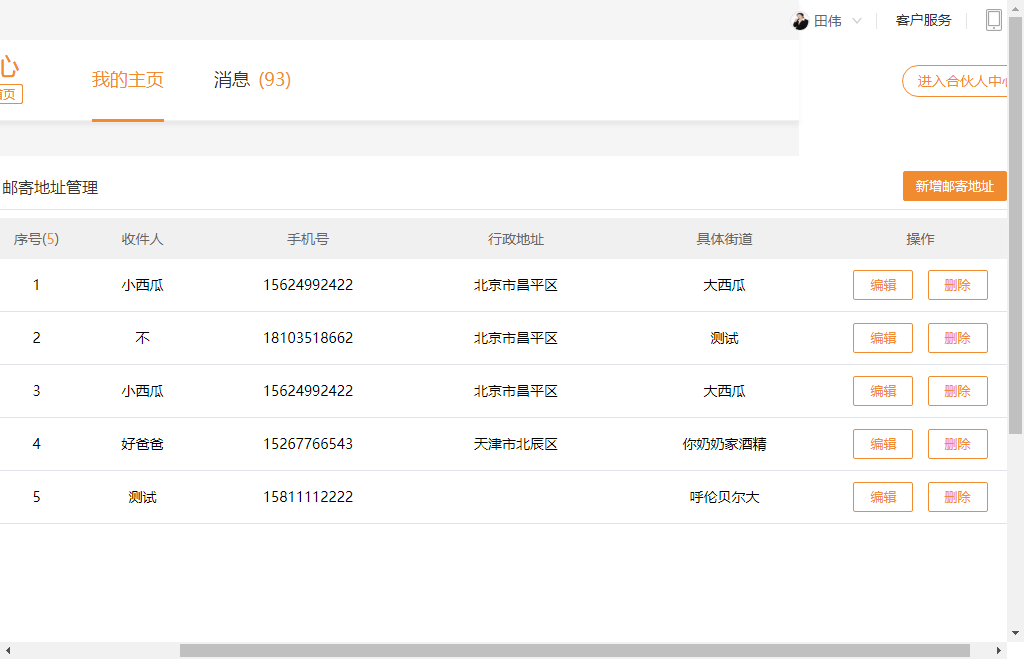 田伟 客户服务
心
我的主页 消息 (93) 进入合伙人中心
首页
邮寄地址管理 新增邮寄地址
序号(5) 收件人 手机号 行政地址 具体街道 操作
1 小西瓜 15624992422 北京市昌平区 大西瓜 编辑 删除
2 不 18103518662 北京市昌平区 测试 编辑 删除
3 小西瓜 15624992422 北京市昌平区 大西瓜 编辑 删除
4 好爸爸 15267766543 天津市北辰区 你奶奶家酒精 编辑 删除
5 测试 15811112222 呼伦贝尔大 编辑 删除